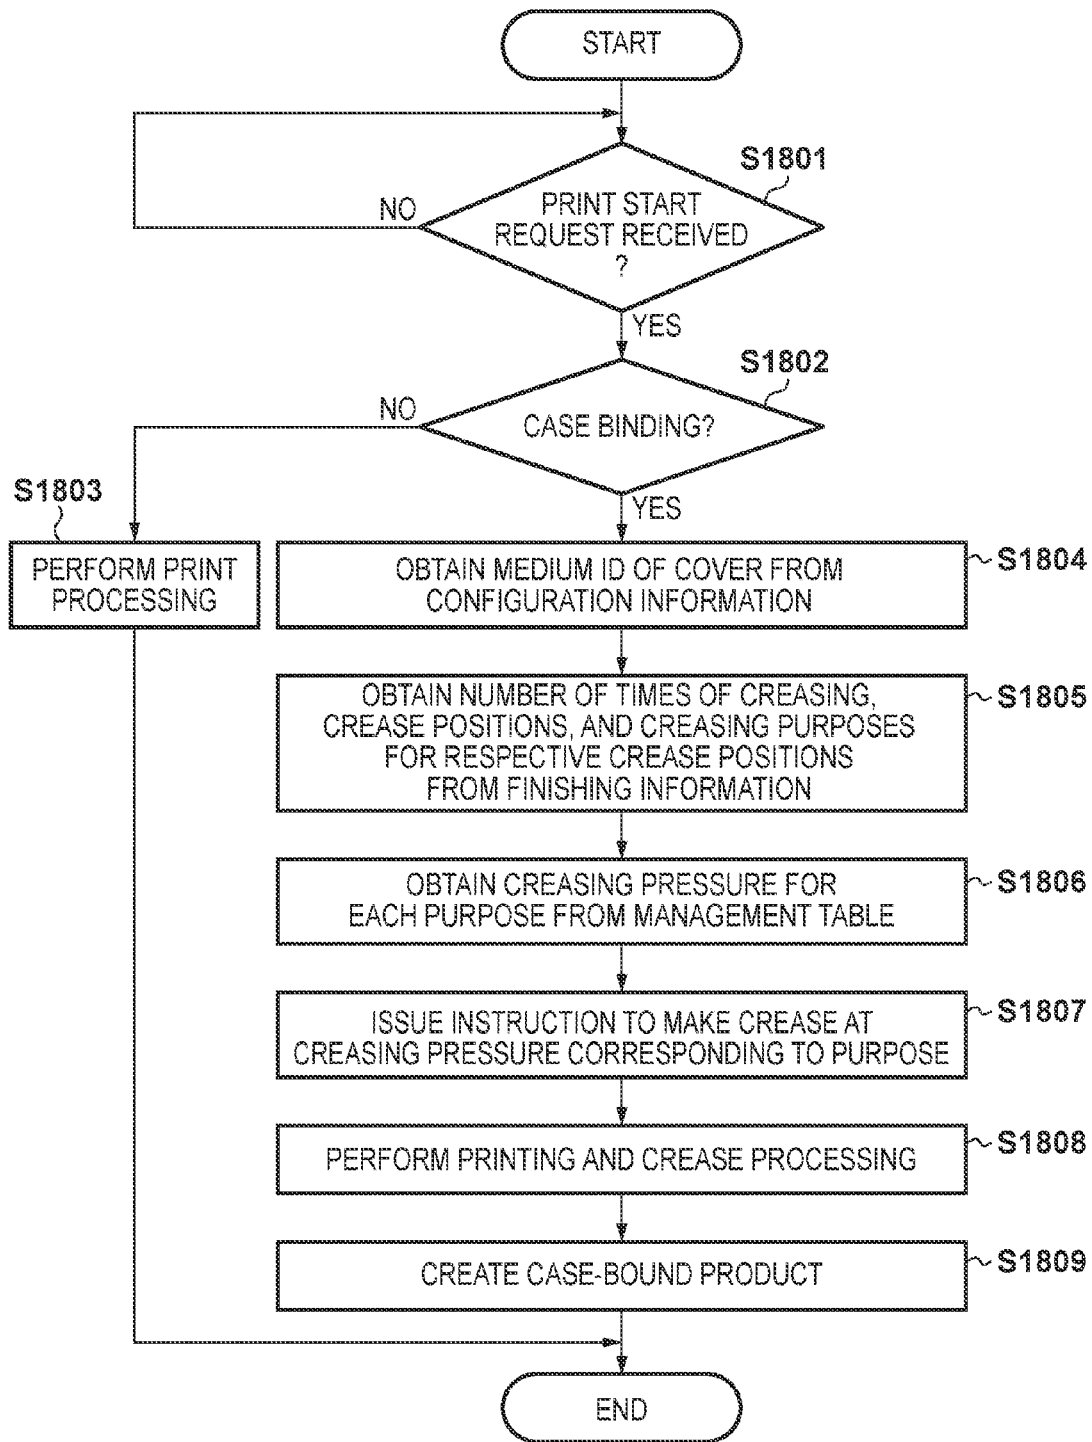 START
S1801
PRINT START
REQUEST RECEIVED
?
NO
YES
S1802
CASE BINDING?
NO
YES
S1803
PERFORM PRINT
PROCESSING
S1804
OBTAIN MEDIUM ID OF COVER FROM
CONFIGURATION INFORMATION
S1805
OBTAIN NUMBER OF TIMES OF CREASING,
CREASE POSITIONS, AND CREASING PURPOSES
FOR RESPECTIVE CREASE POSITIONS
FROM FINISHING INFORMATION
S1806
OBTAIN CREASING PRESSURE FOR
EACH PURPOSE FROM MANAGEMENT TABLE
S1807
ISSUE INSTRUCTION TO MAKE CREASE AT
CREASING PRESSURE CORRESPONDING TO PURPOSE
S1808
PERFORM PRINTING AND CREASE PROCESSING
S1809
CREATE CASE-BOUND PRODUCT
END